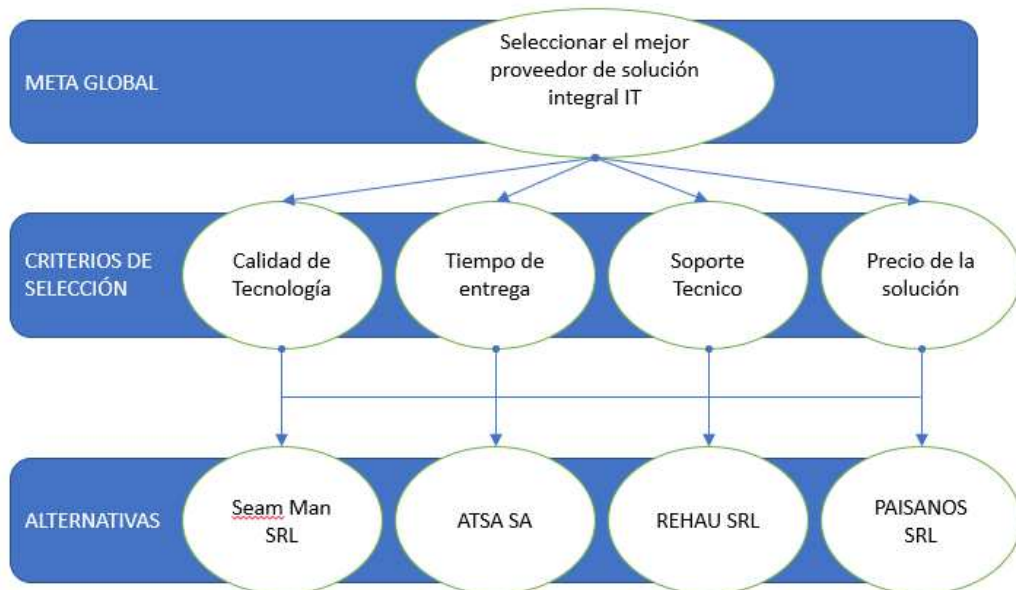 META GLOBAL
Seleccionar el mejor
proveedor de solución
integral IT
CRITERIOS DE
SELECCIÓN
Calidad de
Tecnología
Tiempo de
entrega
Soporte
Tecnico
Precio de la
solución
ALTERNATIVAS
Seam Man
SRL
ATSA SA
REHAU SRL
PAISANOS
SRL